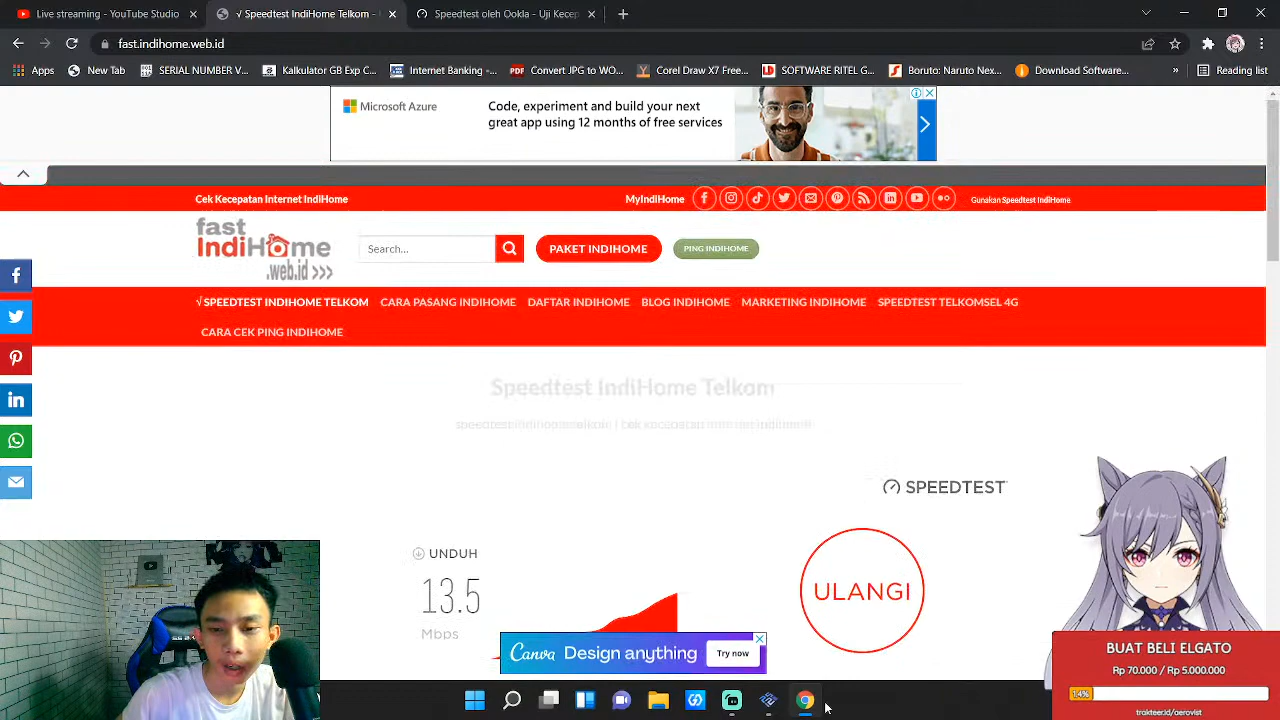 Live streaming - YouTube Studio
√ Speedtest IndiHome Telkom -
Speedtest oleh Ookla - Uji Kecep
fast.indihome.web.id
Apps
New Tab
SERIAL NUMBER...
Kalkulator GB Exp C...
Internet Banking -...
Convert JPG to WO...
Corel Draw X7 Free...
SOFTWARE RITEL G...
Boruto: Naruto Nex...
Download Software...
Reading list
Microsoft Azure
Code, experiment and build your next
great app using 12 months of free services
Cek Kecepatan Internet IndiHome
MyIndiHome
Gunakan Speedtest IndiHome
fast
IndiHome
.web.id >>>
Search...
PAKET INDIHOME
PING INDIHOME
√ SPEEDTEST INDIHOME TELKOM
CARA PASANG INDIHOME
DAFTAR INDIHOME
BLOG INDIHOME
MARKETING INDIHOME
SPEEDTEST TELKOMSEL 4G
CARA CEK PING INDIHOME
Speedtest IndiHome Telkom
SPEEDTEST
UNDUH
13.5
Mbps
ULANGI
Canva
Design anything
Try now
BUAT BELI ELGATO
Rp 70.000 / Rp 5.000.000
1.4%
trakteer.id/aerovist